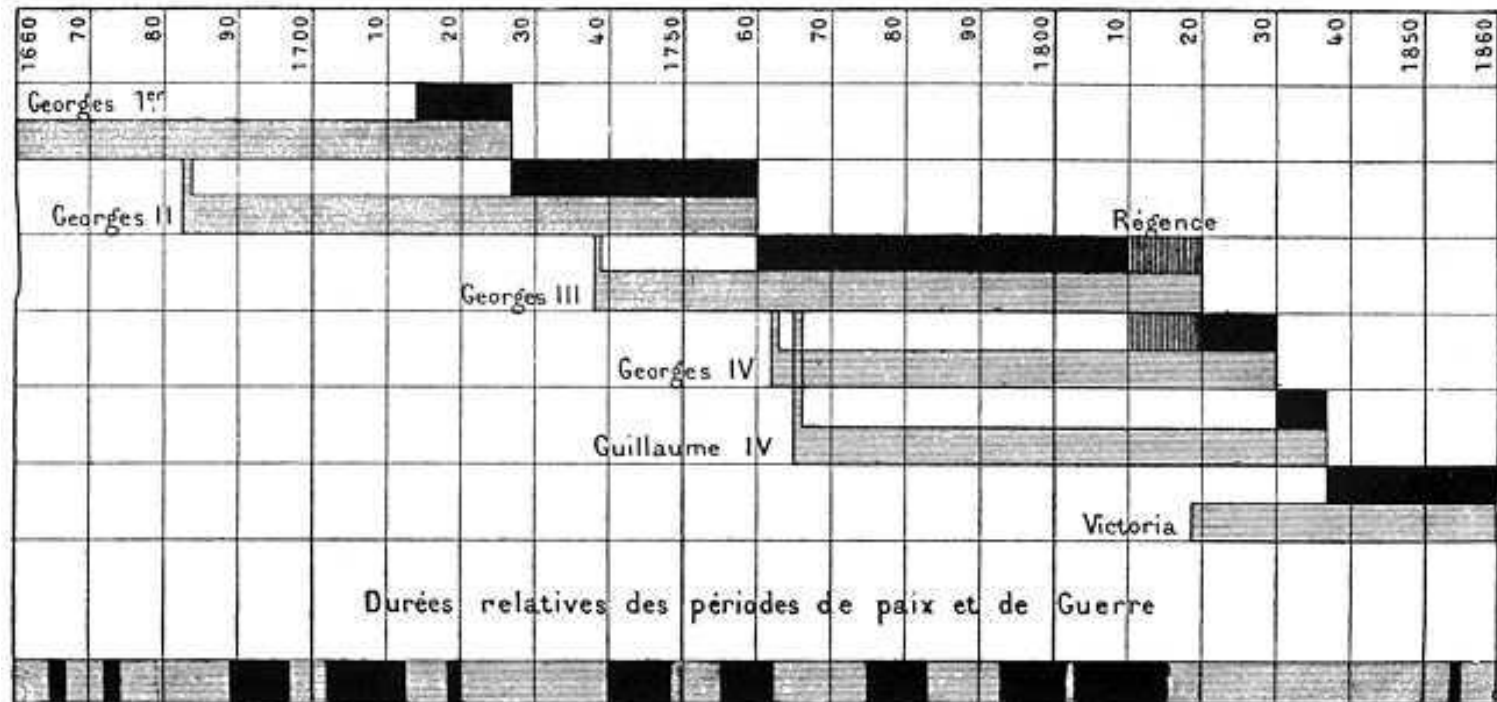 1660 70 80 90 1700 10 20 30 40 1750 60 70 80 90 1800 10 20 30 40 1850 1860
Georges 1er
Georges II
Régence
Georges III
Georges IV
Guillaume IV
Victoria
Durées relatives des périodes de paix et de Guerre